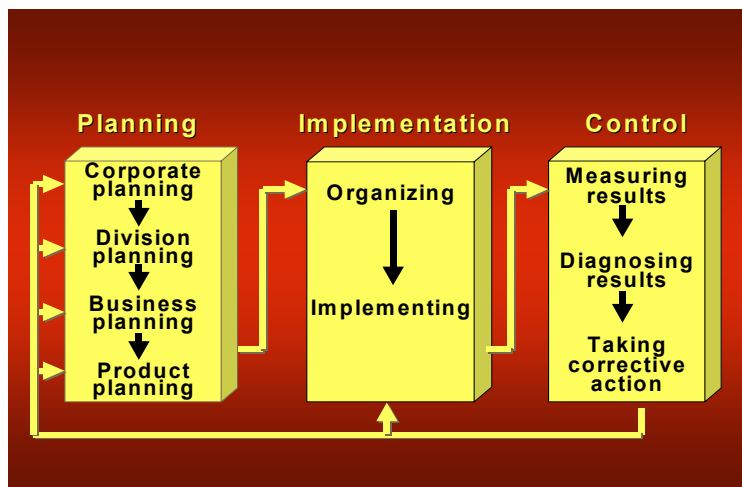 Planning
Implementation
Control
Corporate
planning
Division
planning
Business
planning
Product
planning
Organizing
Implementing
Measuring
results
Diagnosing
results
Taking
corrective
action